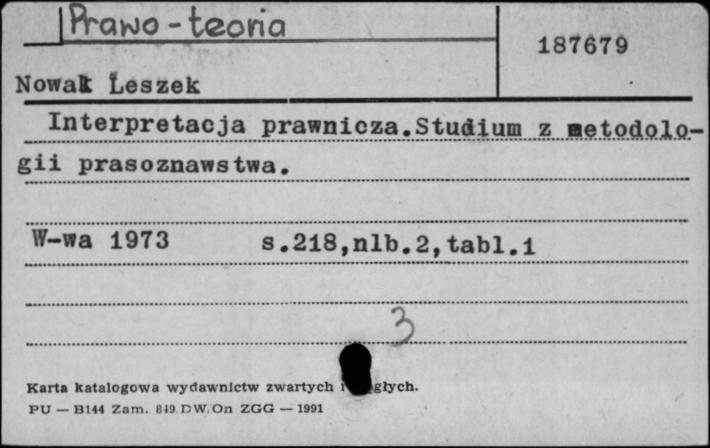 Prawo-teoria
187679
Nowak Leszek
Interpretacja prawnicza.Studium z metodolo-
gii prasoznawstwa.
W-wa 1973 s.218,nlb.2,tabl.1
3
Karta katalogowa wydawnictw zwartych i głych.
PU — B144 Zam. 849 DW/On ZGG — 1991